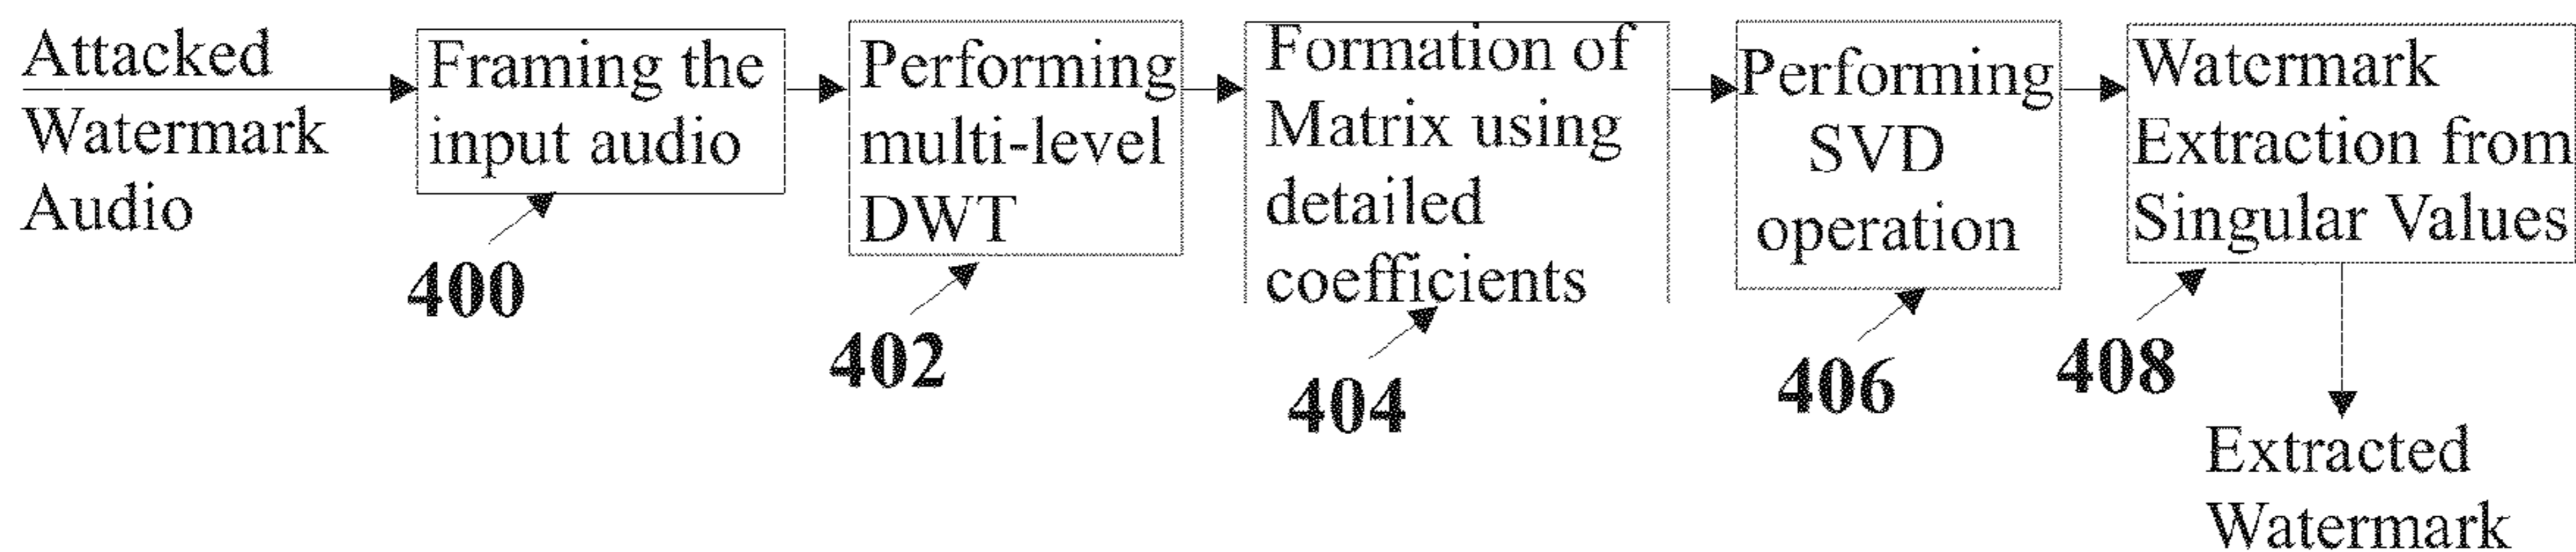 Attacked
Watermark
Audio
Framing the
input audio
400
Performing
multi-level
DWT
402
Formation of
Matrix using
detailed
coefficients
404
Performing
SVD
operation
406
Watermark
Extraction from
Singular Values
408
Extracted
Watermark